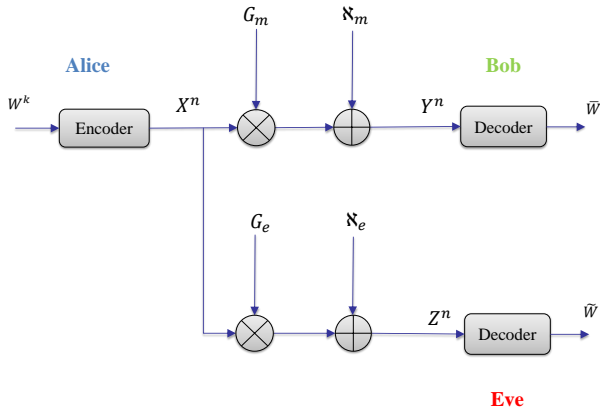 G_m ℵ_m
Alice Bob
W^k Encoder X^n Y^n Decoder W̄
G_e ℵ_e
Z^n Decoder W̃
Eve